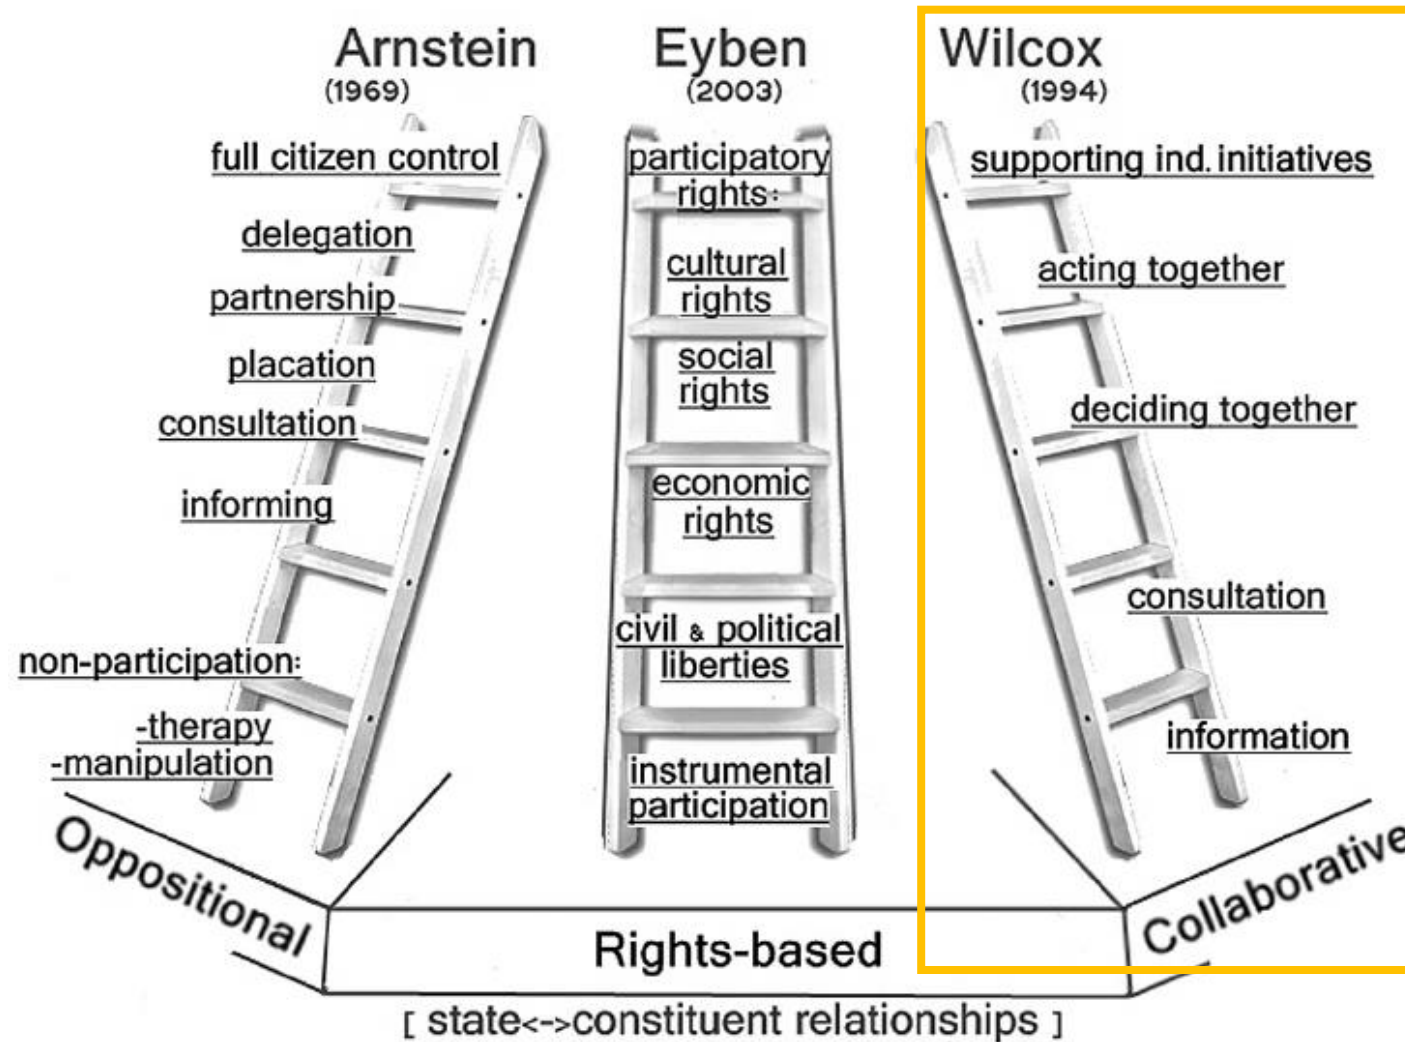 Arnstein
(1969)
full citizen control
delegation
partnership
placation
consultation
informing
non-participation:
-therapy
-manipulation
Oppositional
Eyben
(2003)
participatory
rights:
cultural
rights
social
rights
economic
rights
civil & political
liberties
instrumental
participation
Rights-based
Wilcox
(1994)
supporting ind. initiatives
acting together
deciding together
consultation
information
Collaborative
[ state<->constituent relationships ]